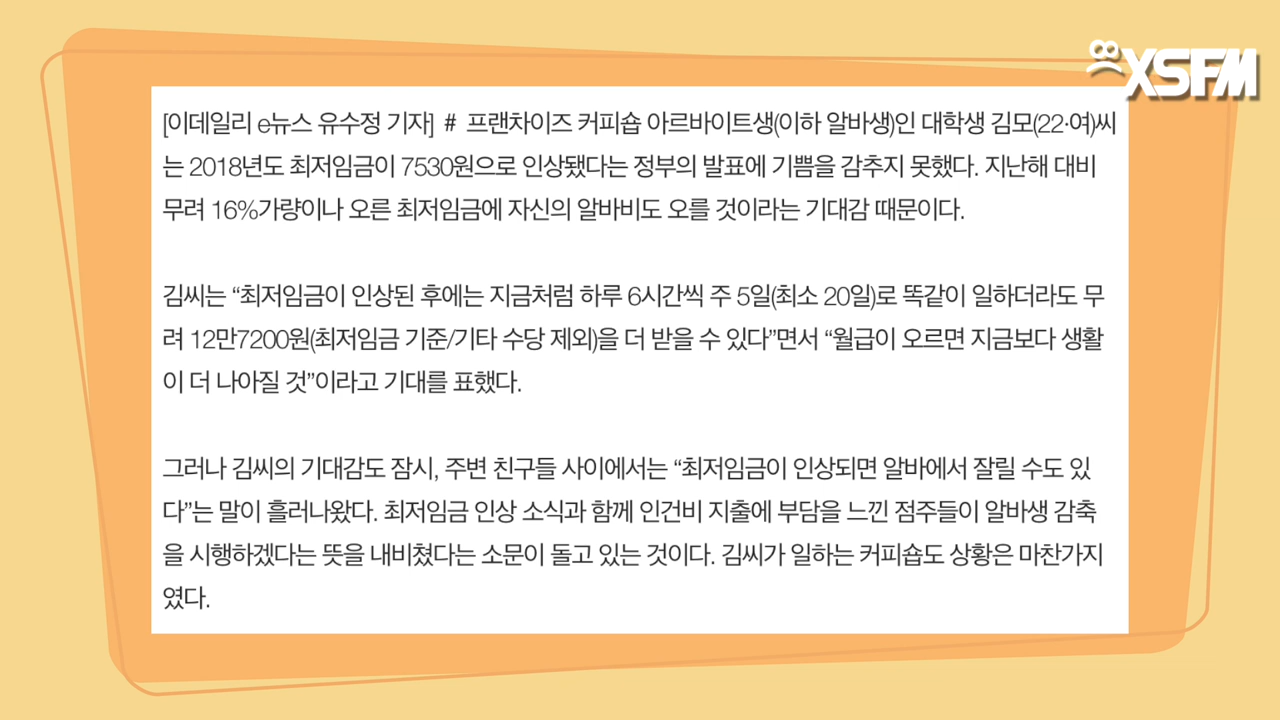 XSFM
[이데일리 e뉴스 유수정 기자] # 프랜차이즈 커피숍 아르바이트생(이하 알바생)인 대학생 김모(22·여)씨
는 2018년도 최저임금이 7530원으로 인상됐다는 정부의 발표에 기쁨을 감추지 못했다. 지난해 대비
무려 16%가량이나 오른 최저임금에 자신의 알바비도 오를 것이라는 기대감 때문이다.
김씨는 “최저임금이 인상된 후에는 지금처럼 하루 6시간씩 주 5일(최소 20일)로 똑같이 일하더라도 무
려 12만7200원(최저임금 기준/기타 수당 제외)을 더 받을 수 있다”면서 “월급이 오르면 지금보다 생활
이 더 나아질 것”이라고 기대를 표했다.
그러나 김씨의 기대감도 잠시, 주변 친구들 사이에서는 “최저임금이 인상되면 알바에서 잘릴 수도 있
다”는 말이 흘러나왔다. 최저임금 인상 소식과 함께 인건비 지출에 부담을 느낀 점주들이 알바생 감축
을 시행하겠다는 뜻을 내비쳤다는 소문이 돌고 있는 것이다. 김씨가 일하는 커피숍도 상황은 마찬가지
였다.